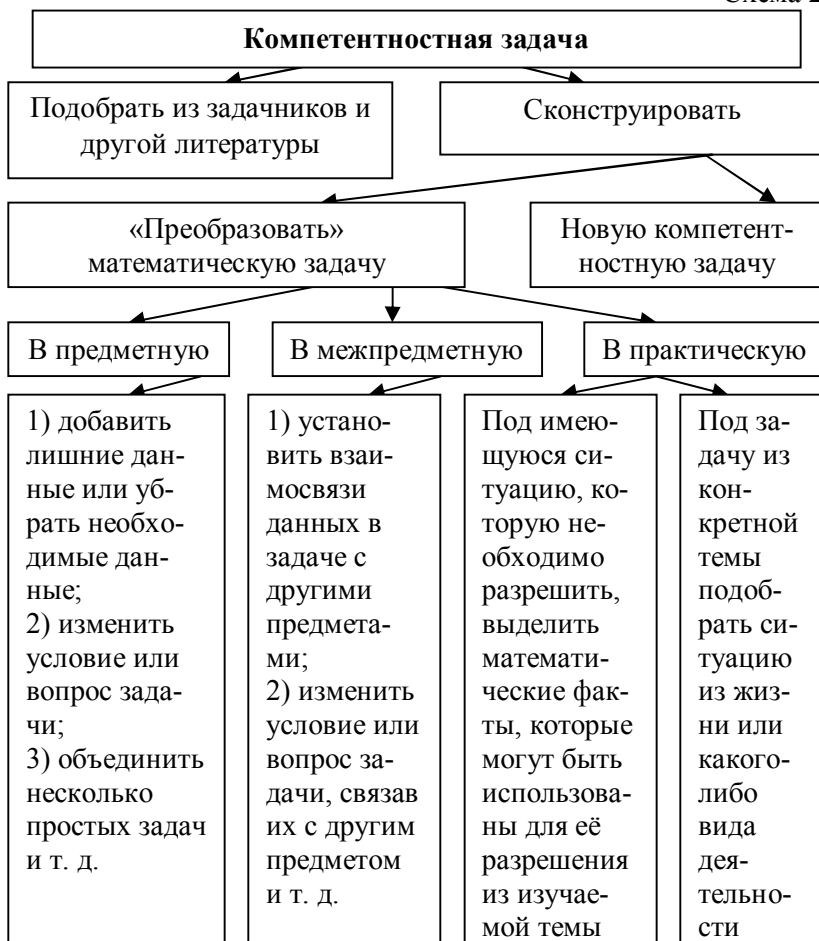 Компетентностная задача
Подобрать из задачников и
другой литературы
Сконструировать
«Преобразовать»
математическую задачу
Новую компетент-
ностную задачу
В предметную
В межпредметную
В практическую
1) добавить
лишние дан-
ные или уб-
рать необхо-
димые дан-
ные;
2) изменить
условие или
вопрос зада-
чи;
3) объединить
несколько
простых задач
и т. д.
1) устано-
вить взаи-
мосвязи
данных в
задаче с
другими
предмета-
ми;
2) изменить
условие или
вопрос за-
дачи, связав
их с другим
предметом
и т. д.
Под имею-
щуюся си-
туацию, ко-
торую не-
обходимо
разрешить,
выделить
математи-
ческие фак-
ты, которые
могут быть
использова-
ны для её
разрешения
из изучае-
мой темы
Под за-
дачу из
кон-
кретной
темы
подоб-
рать си-
туацию
из жиз-
ни или
какого-
либо
вида
дея-
тельно-
сти